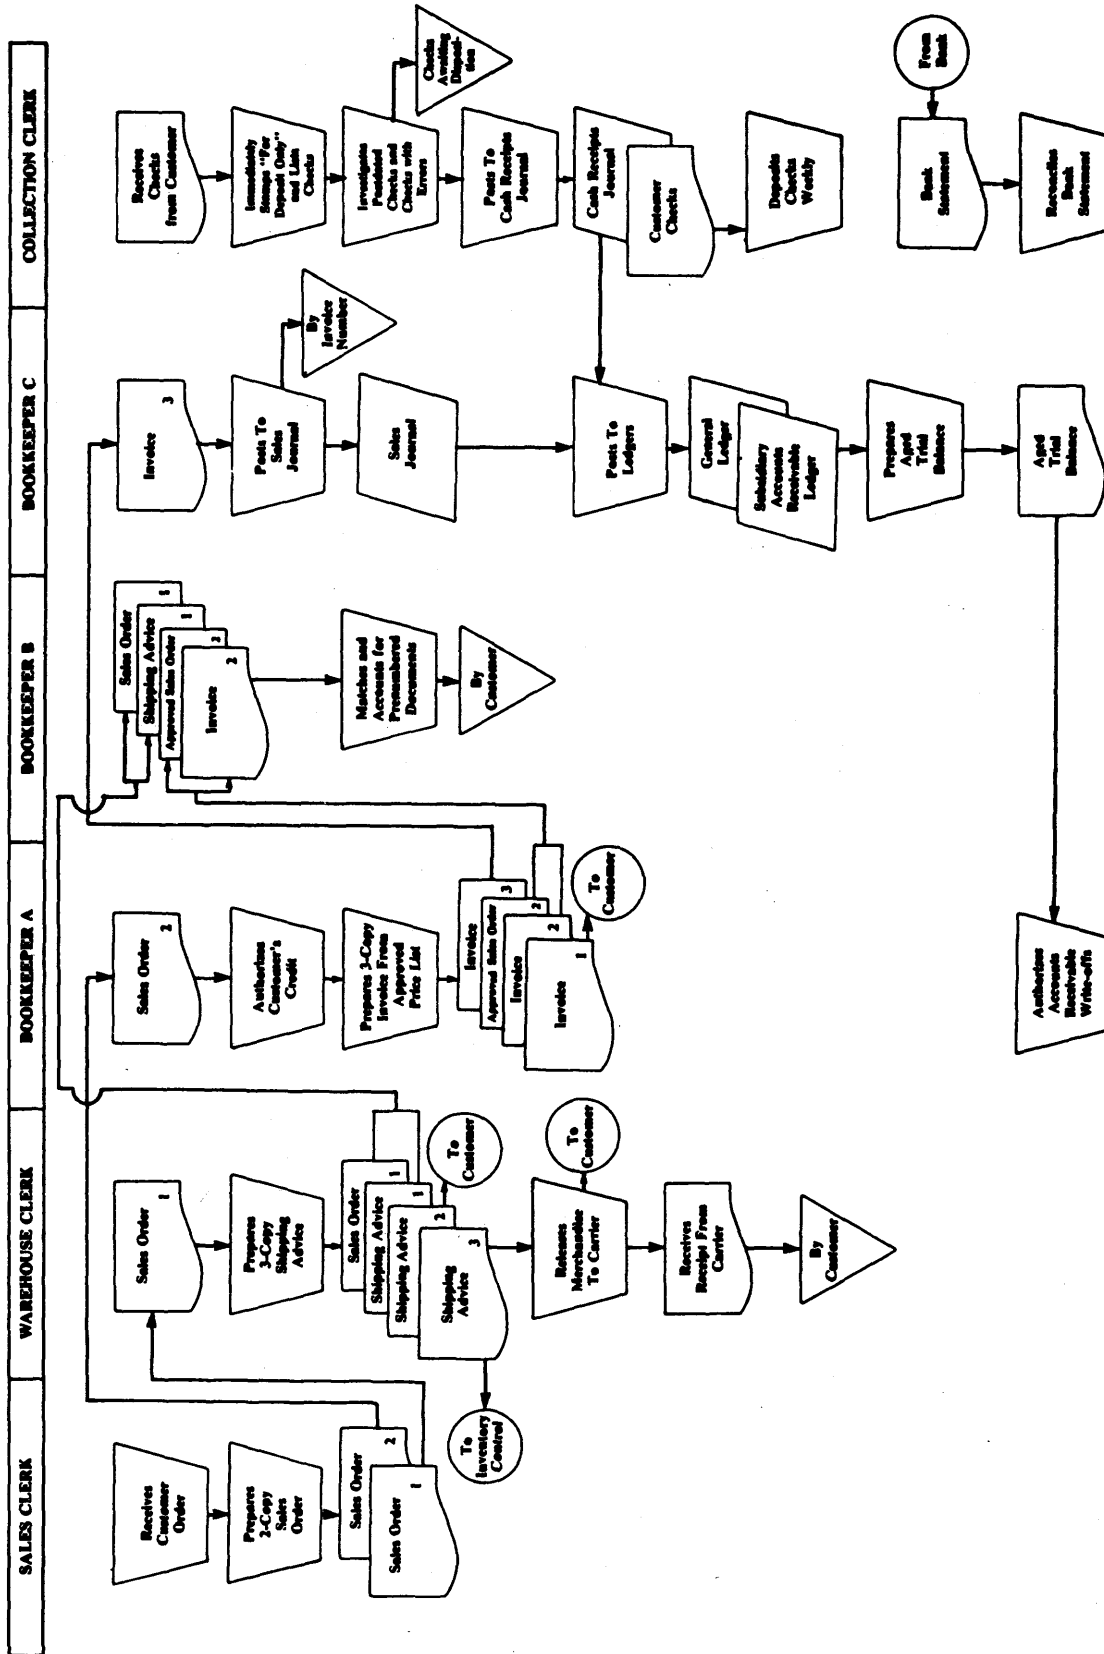 SALES CLERK
WAREHOUSE CLERK
BOOKKEEPER A
BOOKKEEPER B
BOOKKEEPER C
COLLECTION CLERK
Receives
Customer
Order
Prepares
2-Copy
Sales
Order
Sales Order
2
Sales Order
1
Sales Order
1
Prepares
3-Copy
Shipping
Advice
Sales Order
1
Shipping Advice
1
Shipping Advice
2
Shipping
Advice
3
To
Customer
To
Inventory
Control
Releases
Merchandise
To Carrier
To
Customer
Receives
Receipt From
Carrier
By
Customer
Sales Order
2
Authorizes
Customer's
Credit
Prepares 3-Copy
Invoice From
Approved
Price List
Invoice
3
Approved Sales Order
2
Invoice
2
Invoice
1
To
Customer
Authorizes
Accounts
Receivable
Write-offs
Sales Order
1
Shipping Advice
1
Approved Sales Order
2
Invoice
2
Matches and
Accounts for
Prenumbered
Documents
By
Customer
Invoice
3
Posts To
Sales
Journal
By
Invoice
Number
Sales
Journal
Posts To
Ledgers
General
Ledger
Subsidiary
Accounts
Receivable
Ledger
Prepares
Aged
Trial
Balance
Aged
Trial
Balance
Receives
Checks
from Customer
Immediately
Stamps "For
Deposit Only"
and Lists
Checks
Investigates
Postdated
Checks and
Checks with
Errors
Checks
Awaiting
Disposi-
tion
Posts To
Cash Receipts
Journal
Cash Receipts
Journal
Customer
Checks
Deposits
Checks
Weekly
From
Bank
Bank
Statement
Reconciles
Bank
Statement